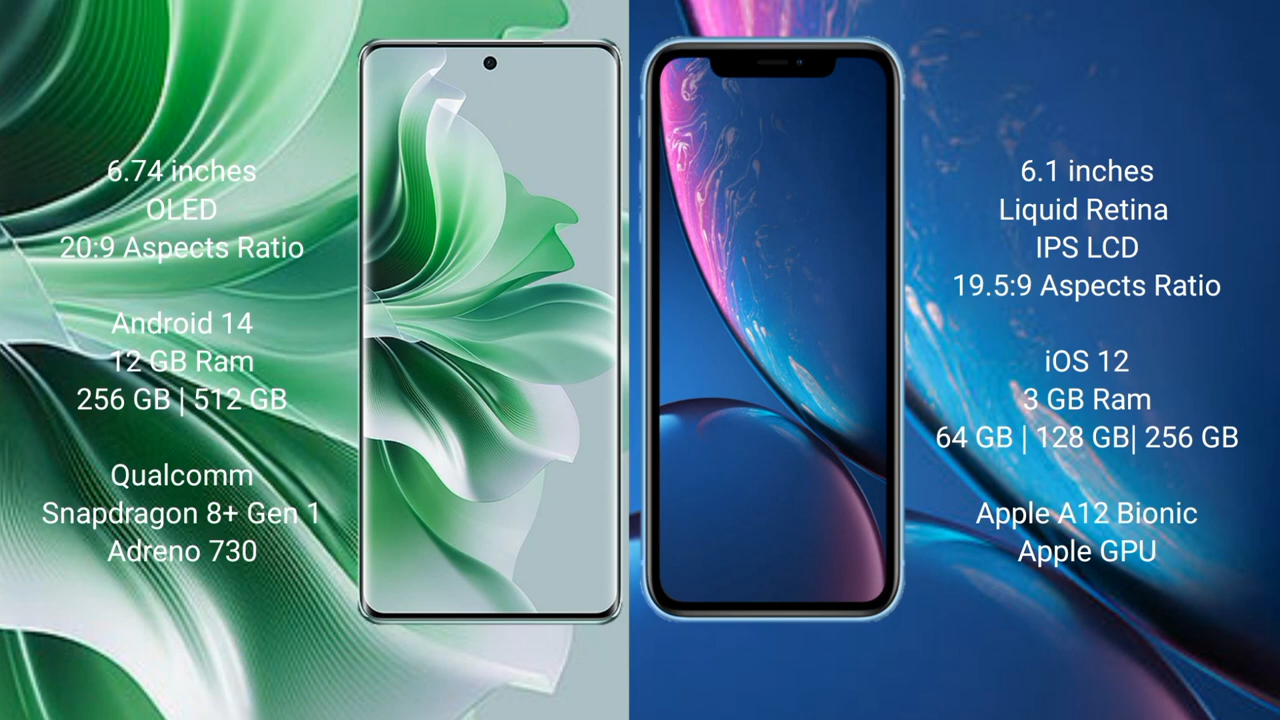 6.74 inches
OLED
20:9 Aspects Ratio
Android 14
12 GB Ram
256 GB | 512 GB
Qualcomm
Snapdragon 8+ Gen 1
Adreno 730
6.1 inches
Liquid Retina
IPS LCD
19.5:9 Aspects Ratio
iOS 12
3 GB Ram
64 GB | 128 GB| 256 GB
Apple A12 Bionic
Apple GPU